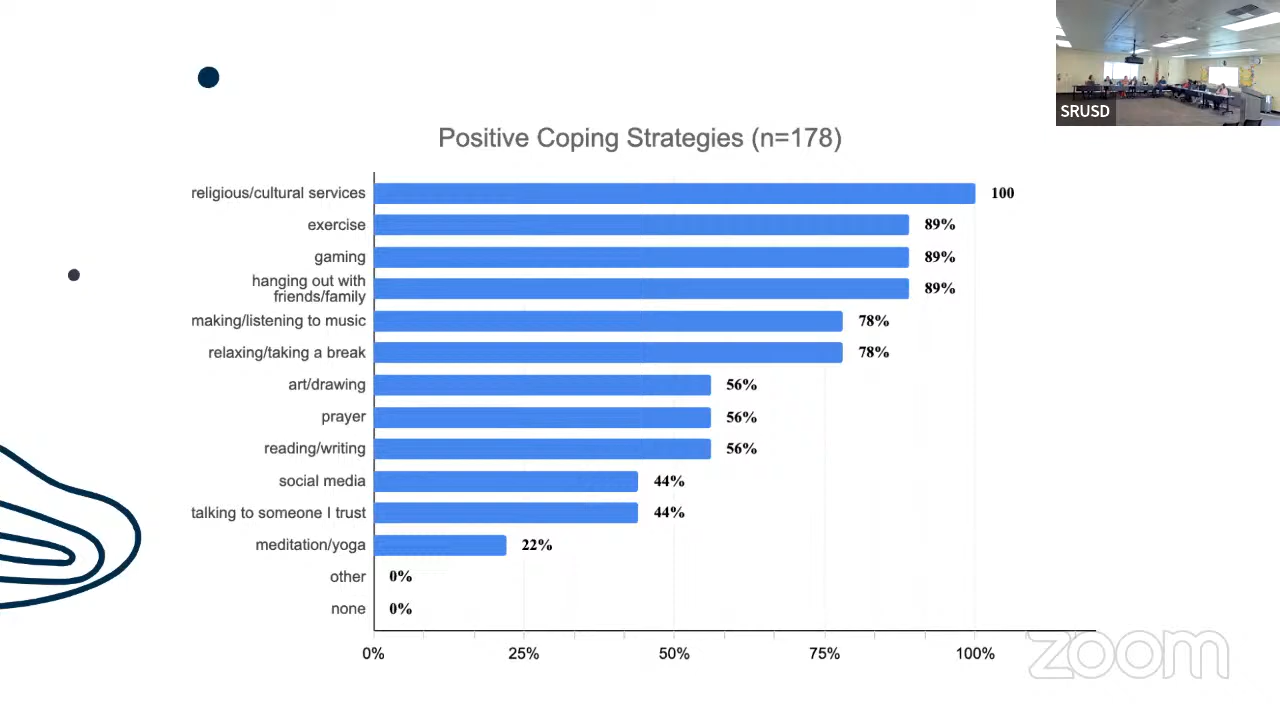 SRUSD
Positive Coping Strategies (n=178)
religious/cultural services 100
exercise 89%
gaming 89%
hanging out with
friends/family 89%
making/listening to music 78%
relaxing/taking a break 78%
art/drawing 56%
prayer 56%
reading/writing 56%
social media 44%
talking to someone I trust 44%
meditation/yoga 22%
other 0%
none 0%
0% 25% 50% 75% 100%
zoom